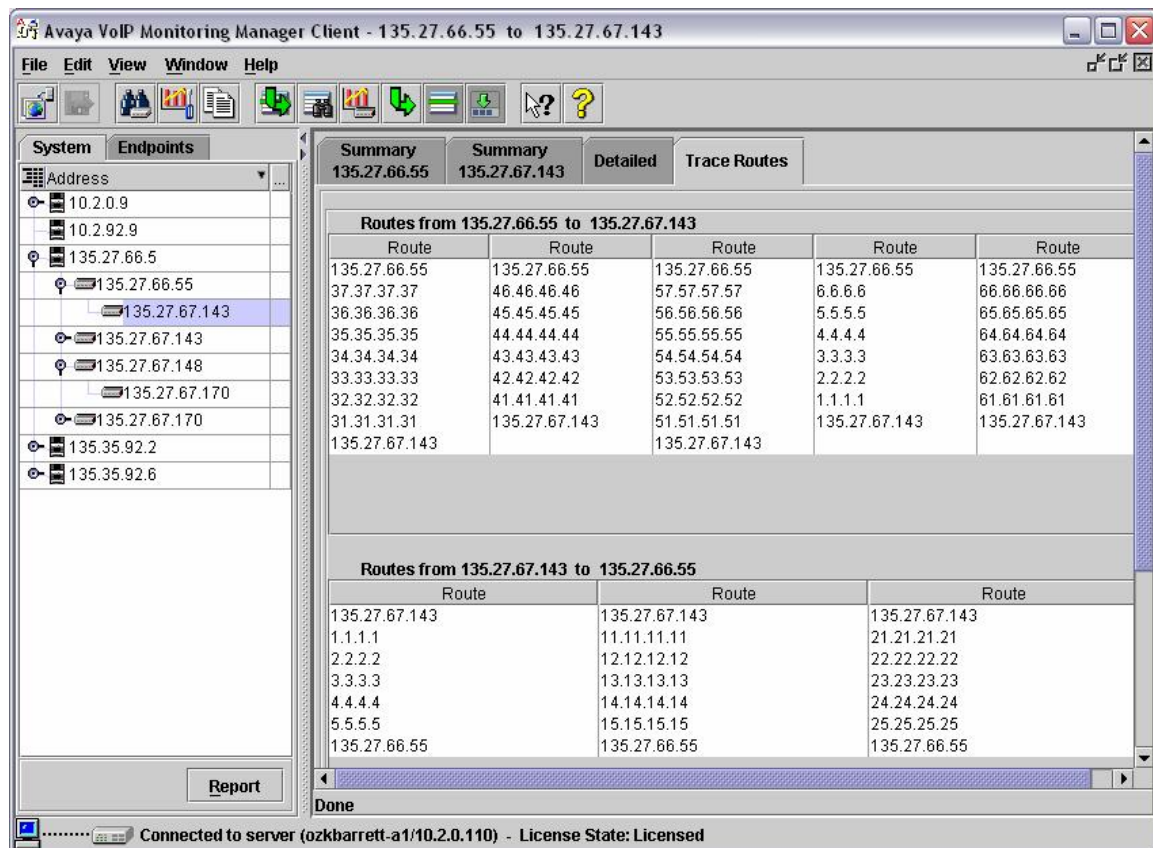 Avaya VoIP Monitoring Manager Client - 135.27.66.55 to 135.27.67.143
File Edit View Window Help
System Endpoints
Address ...
10.2.0.9
10.2.92.9
135.27.66.5
135.27.66.55
135.27.67.143
135.27.67.143
135.27.67.148
135.27.67.170
135.27.67.170
135.35.92.2
135.35.92.6
Report
Summary 135.27.66.55 Summary 135.27.67.143 Detailed Trace Routes
Routes from 135.27.66.55 to 135.27.67.143
Route Route Route Route Route
135.27.66.55 135.27.66.55 135.27.66.55 135.27.66.55 135.27.66.55
37.37.37.37 46.46.46.46 57.57.57.57 6.6.6.6 66.66.66.66
36.36.36.36 45.45.45.45 56.56.56.56 5.5.5.5 65.65.65.65
35.35.35.35 44.44.44.44 55.55.55.55 4.4.4.4 64.64.64.64
34.34.34.34 43.43.43.43 54.54.54.54 3.3.3.3 63.63.63.63
33.33.33.33 42.42.42.42 53.53.53.53 2.2.2.2 62.62.62.62
32.32.32.32 41.41.41.41 52.52.52.52 1.1.1.1 61.61.61.61
31.31.31.31 135.27.67.143 51.51.51.51 135.27.67.143 135.27.67.143
135.27.67.143 135.27.67.143
Routes from 135.27.67.143 to 135.27.66.55
Route Route Route
135.27.67.143 135.27.67.143 135.27.67.143
1.1.1.1 11.11.11.11 21.21.21.21
2.2.2.2 12.12.12.12 22.22.22.22
3.3.3.3 13.13.13.13 23.23.23.23
4.4.4.4 14.14.14.14 24.24.24.24
5.5.5.5 15.15.15.15 25.25.25.25
135.27.66.55 135.27.66.55 135.27.66.55
Done
Connected to server (ozkbarrett-a1/10.2.0.110) - License State: Licensed